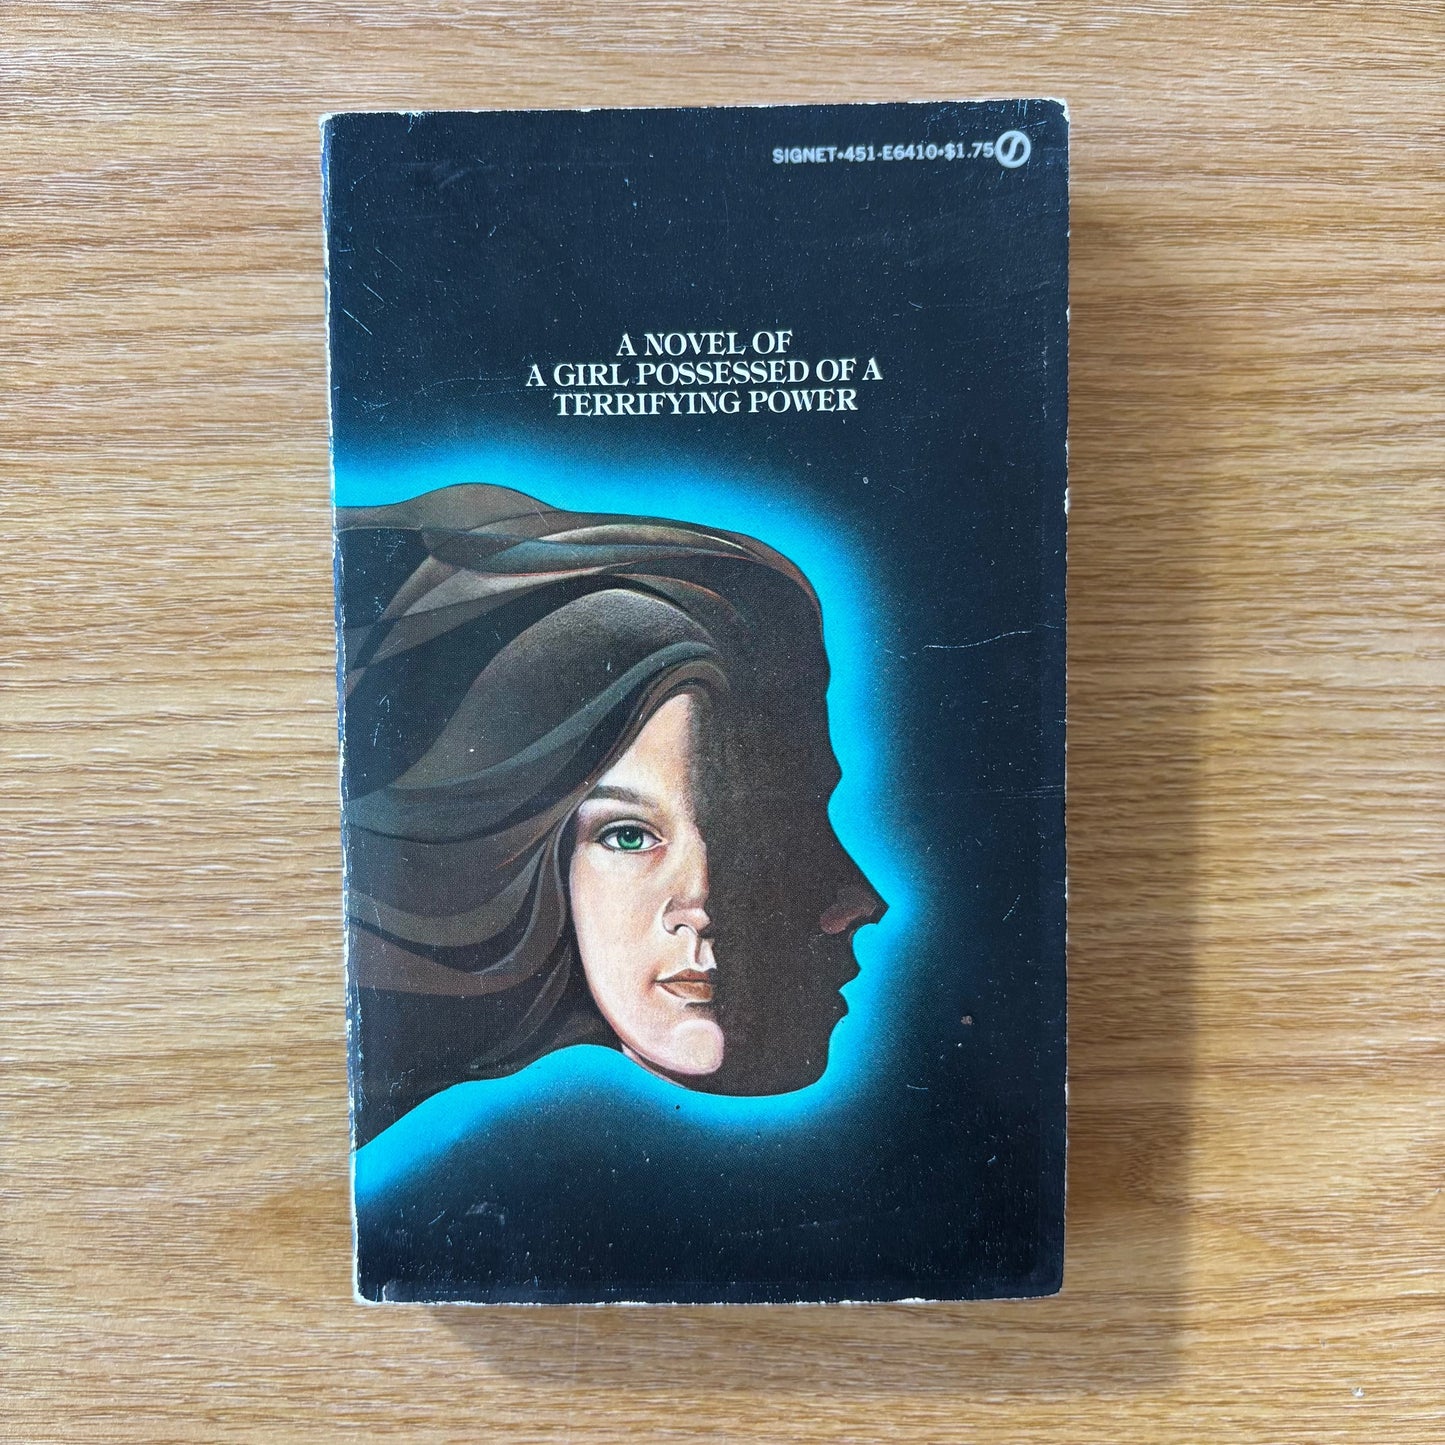 SIGNET•451-E6410•$1.75
A NOVEL OF
A GIRL POSSESSED OF A
TERRIFYING POWER